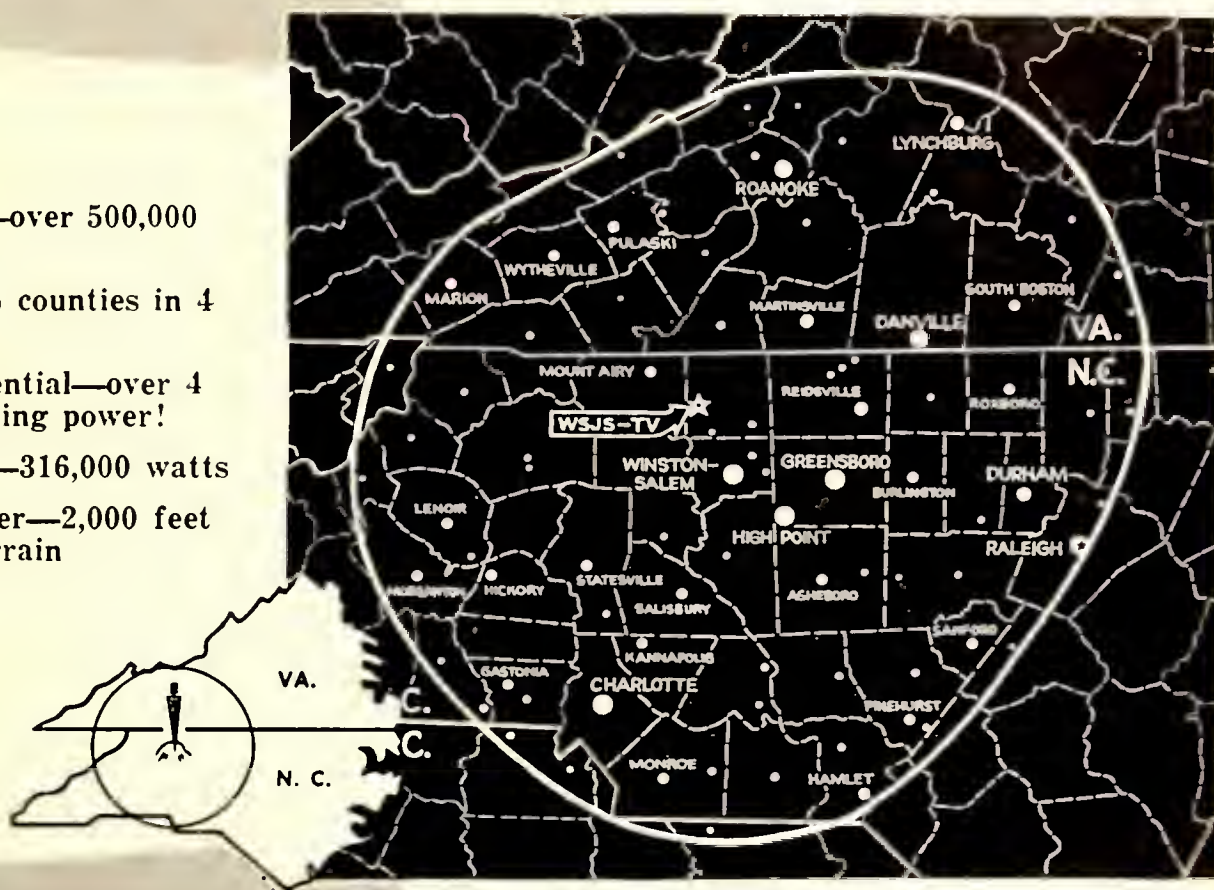 —over 500,000
counties in 4
ential—over 4
ing power!
—316,000 watts
er—2,000 feet
rain
LYNCHBURG
ROANOKE
PULASKI
WYTHEVILLE
MARION
SOUTH BOSTON
MARTINSVILLE
DANVILLE
VA.
N.C.
MOUNT AIRY
REIDSVILLE
ROXBORO
WSJS-TV
WINSTON-
SALEM
GREENSBORO
BURLINGTON
DURHAM
LENOIR
HIGH POINT
RALEIGH
MORGANTON
HICKORY
STATESVILLE
ASHEBORO
SALISBURY
SANFORD
KANNAPOLIS
GASTONIA
CHARLOTTE
PINEHURST
MONROE
HAMLET
VA.
C.
C.
N. C.